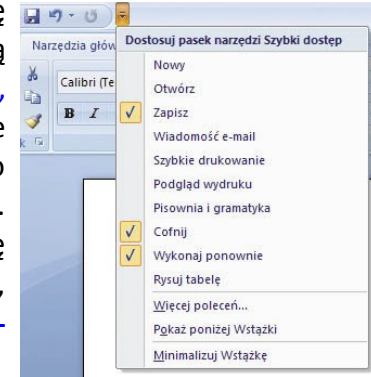 Dostosuj pasek narzędzi Szybki dostęp
Narzędzia głów
Nowy
Calibri (Te
Otwórz
B I
Zapisz
Wiadomość e-mail
Szybkie drukowanie
Podgląd wydruku
Pisownia i gramatyka
Cofnij
Wykonaj ponownie
Rysuj tabelę
Więcej poleceń...
Pokaż poniżej Wstążki
Minimalizuj Wstążkę